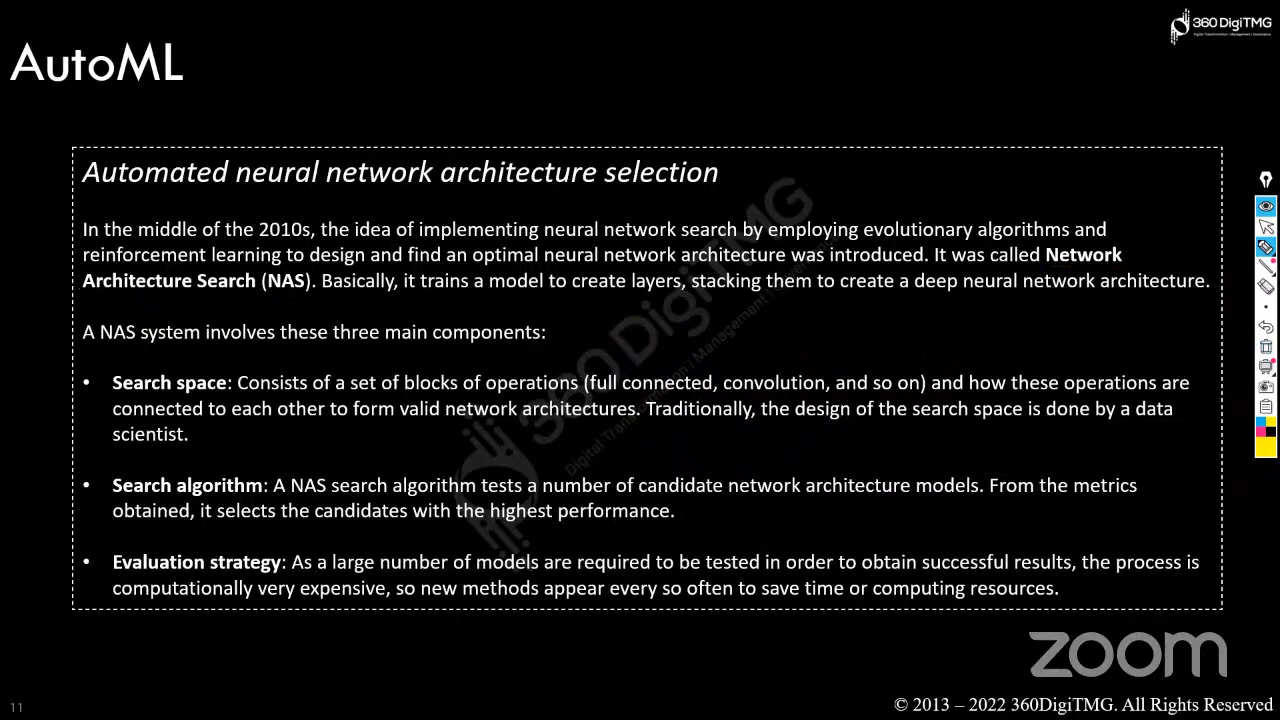 360 DigiTMG
Digital Transformation | Management | Governance
AutoML
Automated neural network architecture selection
In the middle of the 2010s, the idea of implementing neural network search by employing evolutionary algorithms and
reinforcement learning to design and find an optimal neural network architecture was introduced. It was called Network
Architecture Search (NAS). Basically, it trains a model to create layers, stacking them to create a deep neural network architecture.
A NAS system involves these three main components:
• Search space: Consists of a set of blocks of operations (full connected, convolution, and so on) and how these operations are
connected to each other to form valid network architectures. Traditionally, the design of the search space is done by a data
scientist.
• Search algorithm: A NAS search algorithm tests a number of candidate network architecture models. From the metrics
obtained, it selects the candidates with the highest performance.
• Evaluation strategy: As a large number of models are required to be tested in order to obtain successful results, the process is
computationally very expensive, so new methods appear every so often to save time or computing resources.
360 DigiTMG
zoom
11
© 2013 – 2022 360DigiTMG. All Rights Reserved